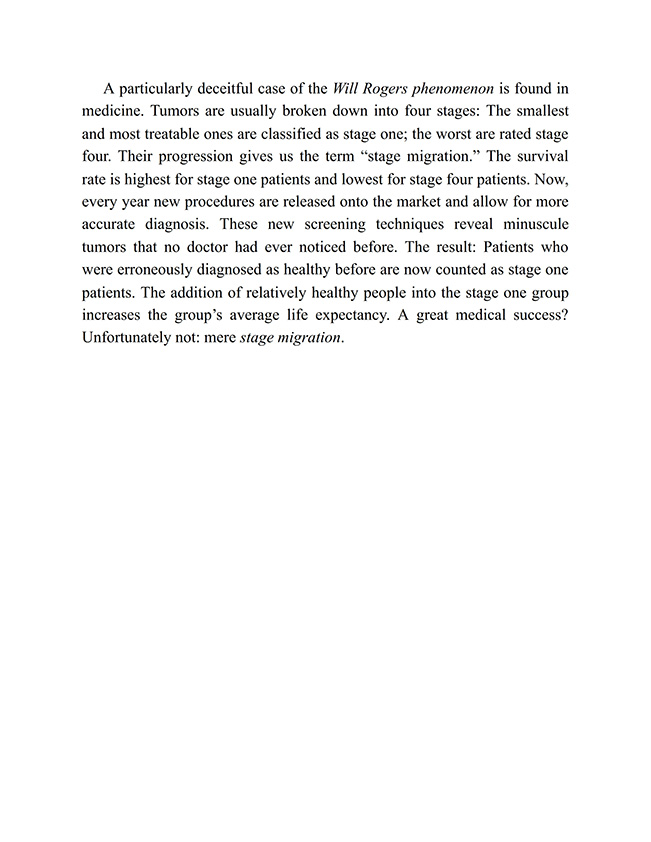 A particularly deceitful case of the Will Rogers phenomenon is found in
medicine. Tumors are usually broken down into four stages: The smallest
and most treatable ones are classified as stage one; the worst are rated stage
four. Their progression gives us the term “stage migration.” The survival
rate is highest for stage one patients and lowest for stage four patients. Now,
every year new procedures are released onto the market and allow for more
accurate diagnosis. These new screening techniques reveal minuscule
tumors that no doctor had ever noticed before. The result: Patients who
were erroneously diagnosed as healthy before are now counted as stage one
patients. The addition of relatively healthy people into the stage one group
increases the group’s average life expectancy. A great medical success?
Unfortunately not: mere stage migration.